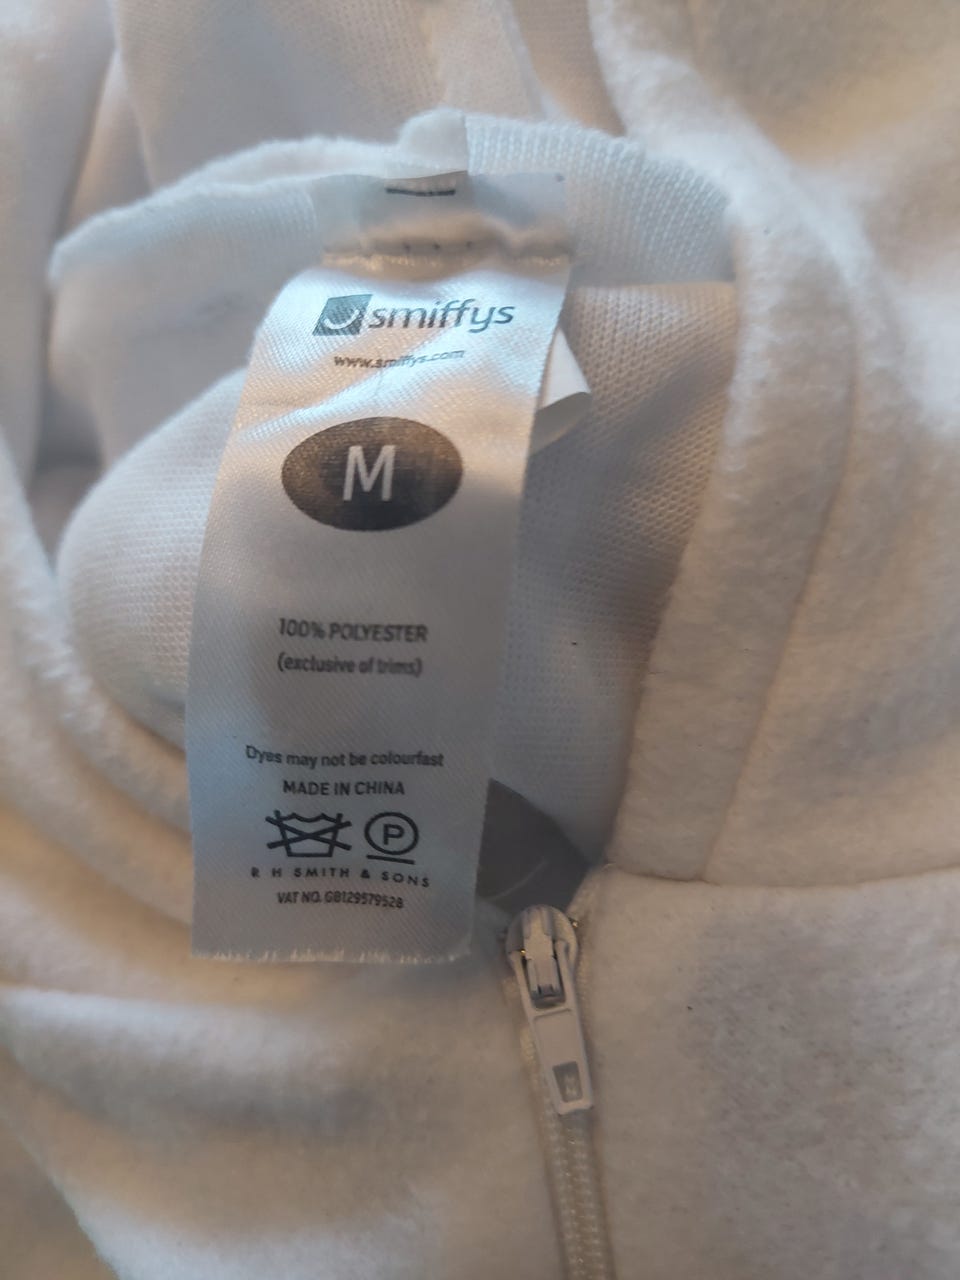 smiffys
www.smiffys.com
M
100% POLYESTER
(exclusive of trims)
Dyes may not be colourfast
MADE IN CHINA
P
R H SMITH & SONS
VAT NO. GB129579528